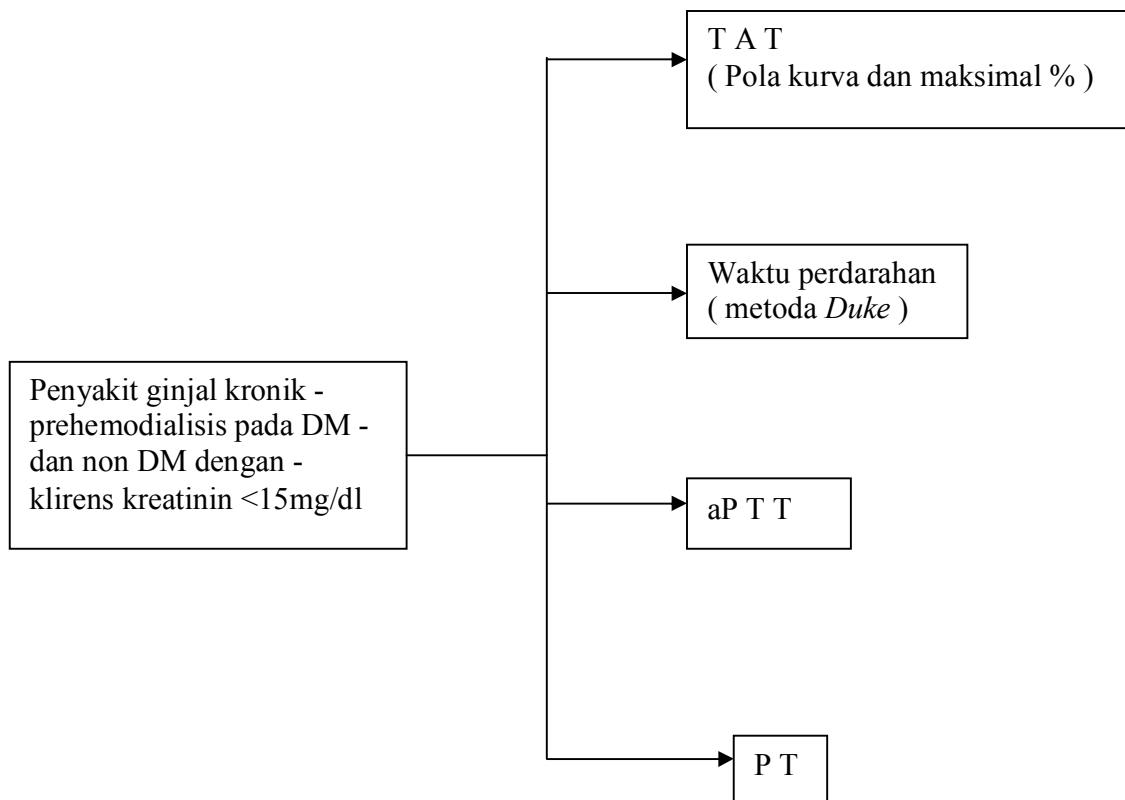 T A T
( Pola kurva dan maksimal % )
Waktu perdarahan
( metoda Duke )
Penyakit ginjal kronik -
prehemodialisis pada DM -
dan non DM dengan -
klirens kreatinin <15mg/dl
aP T T
P T